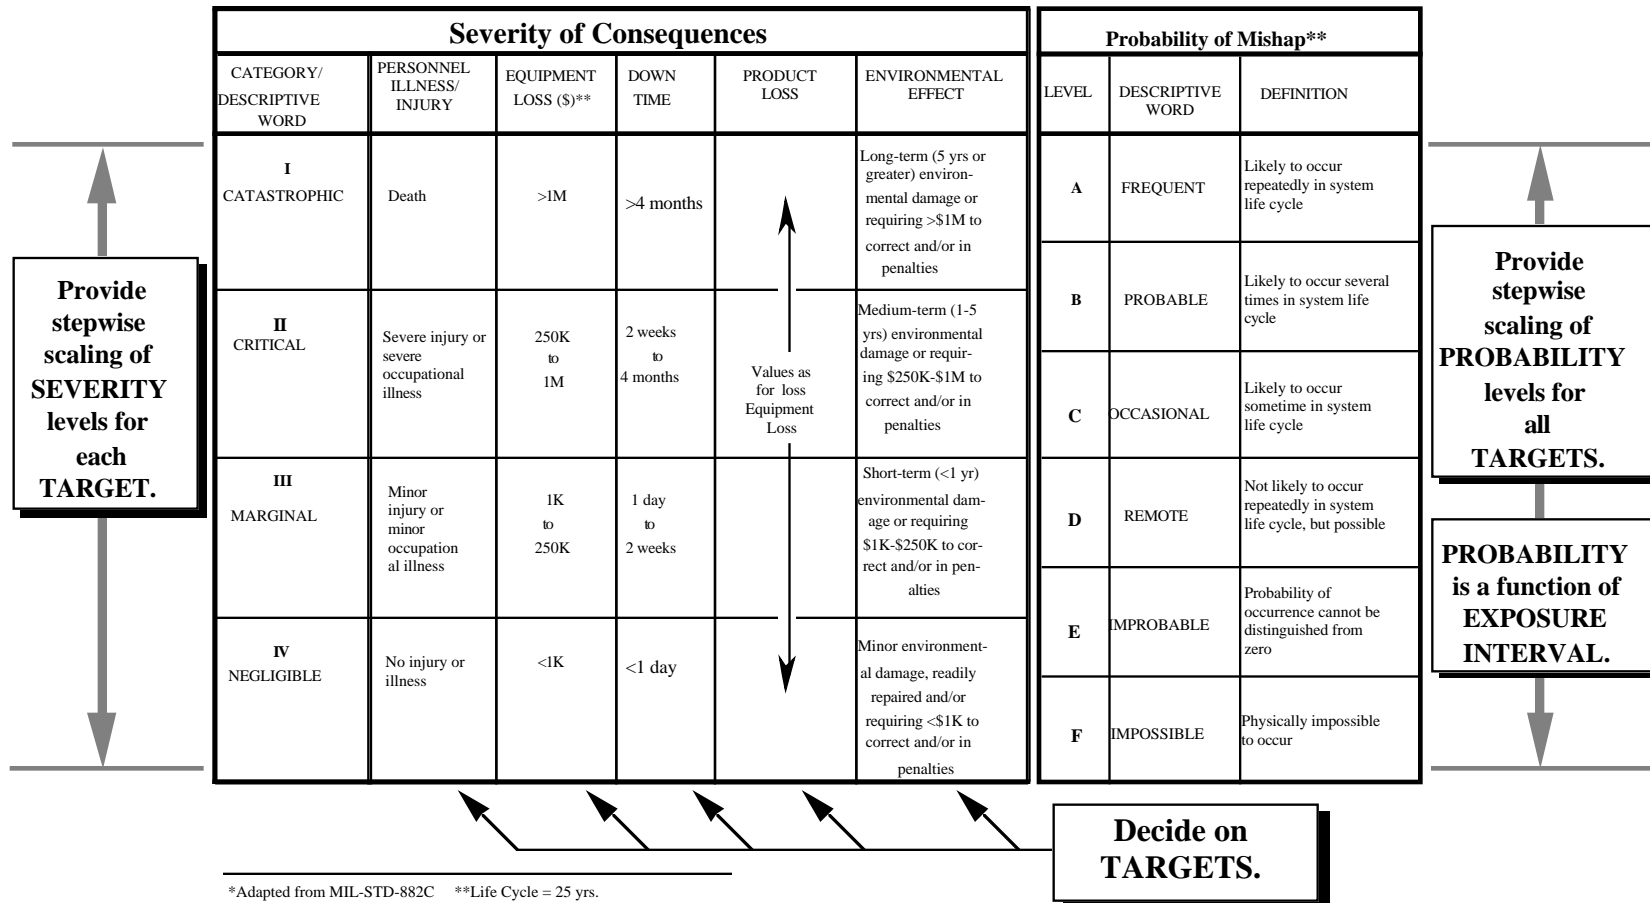 Severity of Consequences
CATEGORY/
DESCRIPTIVE
WORD
PERSONNEL
ILLNESS/
INJURY
EQUIPMENT
LOSS ($)**
DOWN
TIME
PRODUCT
LOSS
ENVIRONMENTAL
EFFECT
I
CATASTROPHIC
Death
>1M
>4 months
Long-term (5 yrs or
greater) environ-
mental damage or
requiring >$1M to
correct and/or in
penalties
II
CRITICAL
Severe injury or
severe
occupational
illness
250K
to
1M
2 weeks
to
4 months
Values as
for loss
Equipment
Loss
Medium-term (1-5
yrs) environmental
damage or requir-
ing $250K-$1M to
correct and/or in
penalties
III
MARGINAL
Minor
injury or
minor
occupation
al illness
1K
to
250K
1 day
to
2 weeks
Short-term (<1 yr)
environmental dam-
age or requiring
$1K-$250K to cor-
rect and/or in pen-
alties
IV
NEGLIGIBLE
No injury or
illness
<1K
<1 day
Minor environment-
al damage, readily
repaired and/or
requiring <$1K to
correct and/or in
penalties
Probability of Mishap**
LEVEL
DESCRIPTIVE
WORD
DEFINITION
A
FREQUENT
Likely to occur
repeatedly in system
life cycle
B
PROBABLE
Likely to occur several
times in system life
cycle
C
OCCASIONAL
Likely to occur
sometime in system
life cycle
D
REMOTE
Not likely to occur
repeatedly in system
life cycle, but possible
E
IMPROBABLE
Probability of
occurrence cannot be
distinguished from
zero
F
IMPOSSIBLE
Physically impossible
to occur
Provide
stepwise
scaling of
SEVERITY
levels for
each
TARGET.
Provide
stepwise
scaling of
PROBABILITY
levels for
all
TARGETS.
PROBABILITY
is a function of
EXPOSURE
INTERVAL.
Decide on
TARGETS.
*Adapted from MIL-STD-882C **Life Cycle = 25 yrs.